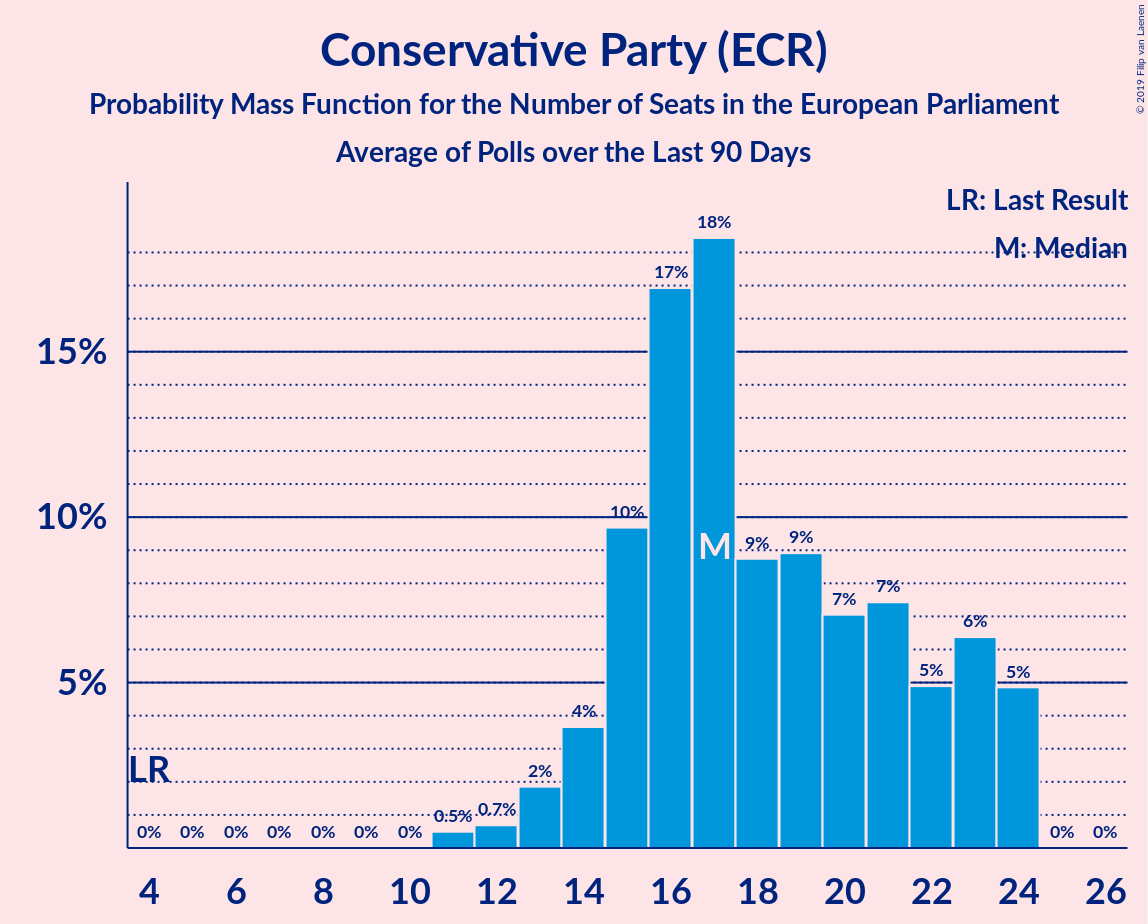 Conservative Party (ECR)
Probability Mass Function for the Number of Seats in the European Parliament
Average of Polls over the Last 90 Days
© 2019 Filip van Laenen
LR: Last Result
M: Median
15%
10%
5%
LR
M
0% 0% 0% 0% 0% 0% 0% 0.5% 0.7% 2% 4% 10% 17% 18% 9% 9% 7% 7% 5% 6% 5% 0% 0%
4 6 8 10 12 14 16 18 20 22 24 26